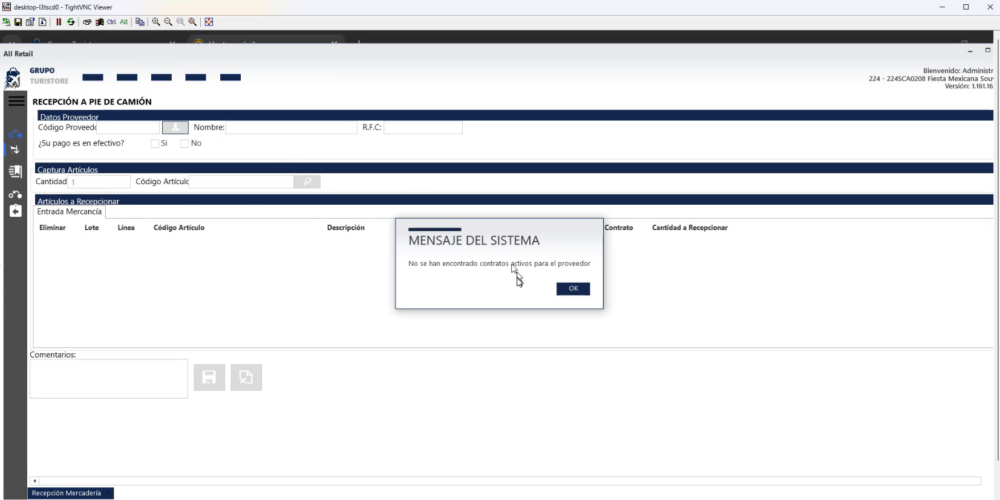 desktop-l3tscd0 - TightVNC Viewer
Ctrl Alt
All Retail
GRUPO
TURISTORE
Bienvenido: Administr
224 - 224SCA0208 Fiesta Mexicana Sou
Versión: 1.161.16
RECEPCIÓN A PIE DE CAMIÓN
Datos Proveedor
Código Proveedo Nombre: R.F.C:
¿Su pago es en efectivo? Si No
Captura Artículos
Cantidad 1 Código Artículo
Artículos a Recepcionar
Entrada Mercancía
Eliminar Lote Línea Código Artículo Descripción Contrato Cantidad a Recepcionar
MENSAJE DEL SISTEMA
No se han encontrado contratos activos para el proveedor
OK
Comentarios:
Recepción Mercadería